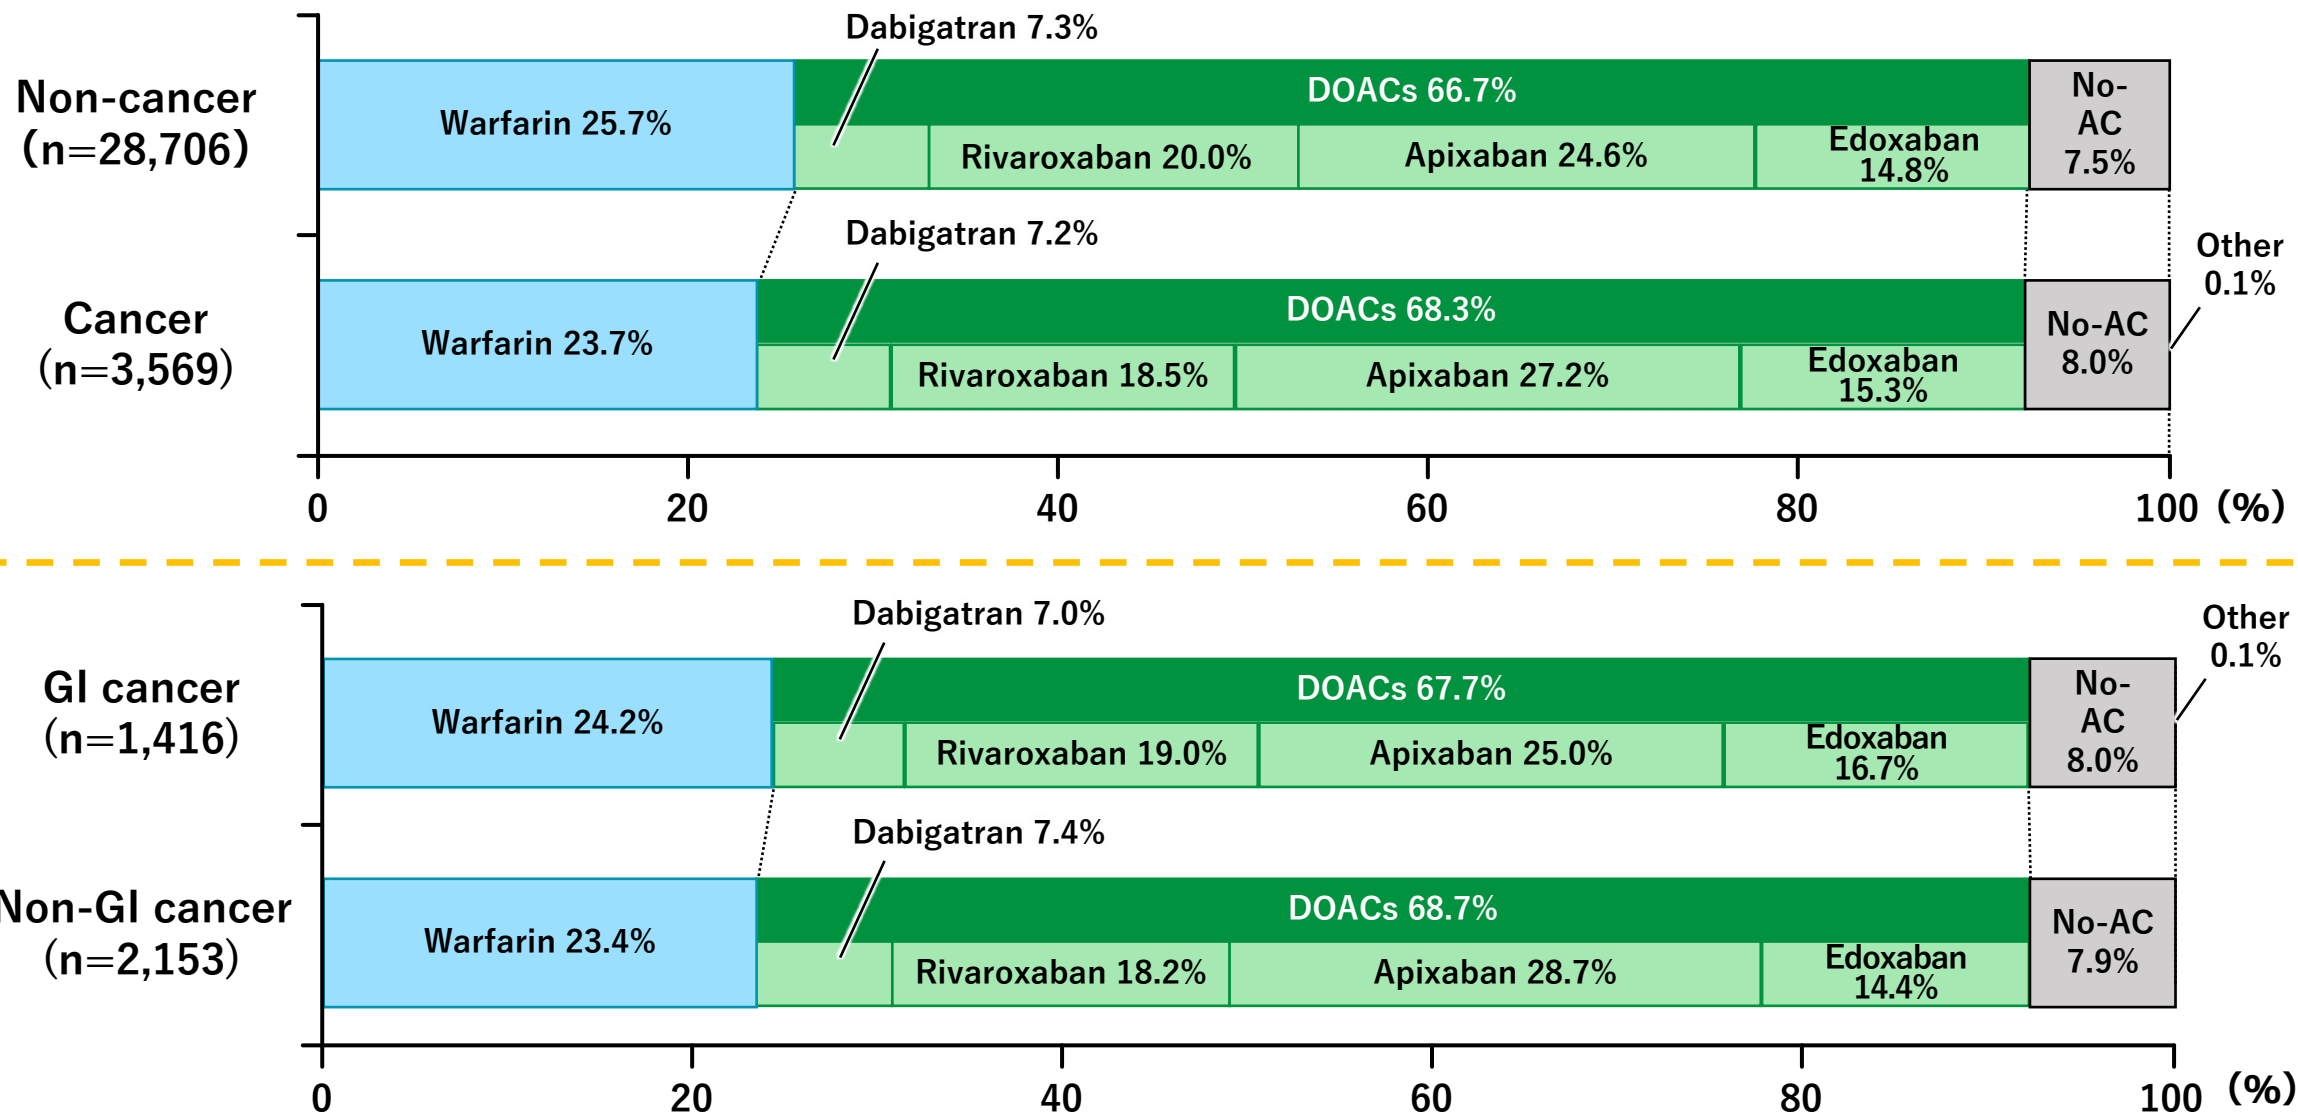 Dabigatran 7.3%
Non-cancer
(n=28,706)
Warfarin 25.7%
DOACs 66.7%
Rivaroxaban 20.0%
Apixaban 24.6%
Edoxaban
14.8%
No-
AC
7.5%
Dabigatran 7.2%
Other
0.1%
Cancer
(n=3,569)
Warfarin 23.7%
DOACs 68.3%
Rivaroxaban 18.5%
Apixaban 27.2%
Edoxaban
15.3%
No-AC
8.0%
0 20 40 60 80 100 (%)
Dabigatran 7.0%
Other
0.1%
GI cancer
(n=1,416)
Warfarin 24.2%
DOACs 67.7%
Rivaroxaban 19.0%
Apixaban 25.0%
Edoxaban
16.7%
No-
AC
8.0%
Dabigatran 7.4%
Non-GI cancer
(n=2,153)
Warfarin 23.4%
DOACs 68.7%
Rivaroxaban 18.2%
Apixaban 28.7%
Edoxaban
14.4%
No-AC
7.9%
0 20 40 60 80 100 (%)